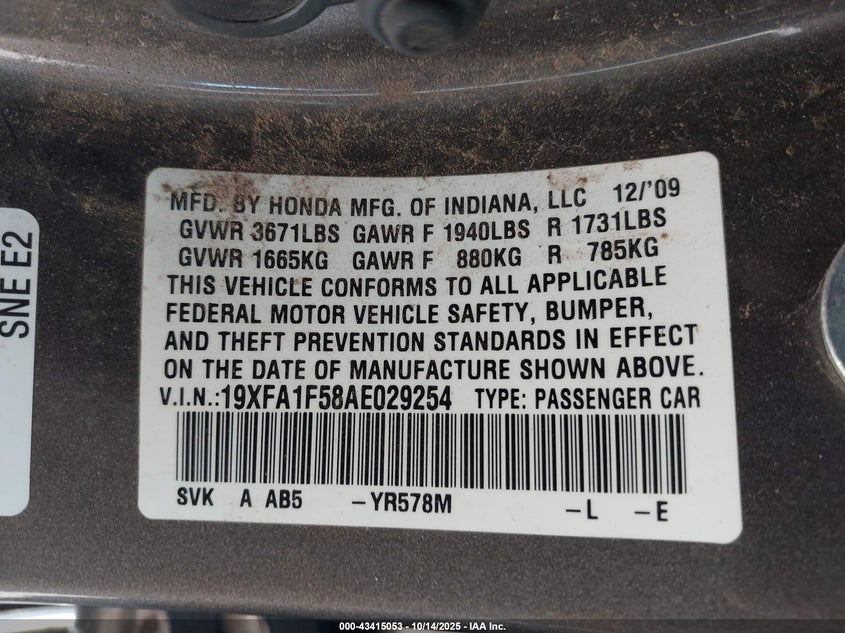 MFD. BY HONDA MFG. OF INDIANA, LLC 12/'09
GVWR 3671LBS GAWR F 1940LBS R 1731LBS
GVWR 1665KG GAWR F 880KG R 785KG
THIS VEHICLE CONFORMS TO ALL APPLICABLE
FEDERAL MOTOR VEHICLE SAFETY, BUMPER,
AND THEFT PREVENTION STANDARDS IN EFFECT
ON THE DATE OF MANUFACTURE SHOWN ABOVE.
V.I.N.:19XFA1F58AE029254 TYPE: PASSENGER CAR
SVK A AB5 -YR578M -L -E
SNE E2
000-43415053 - 10/14/2025 - IAA Inc.